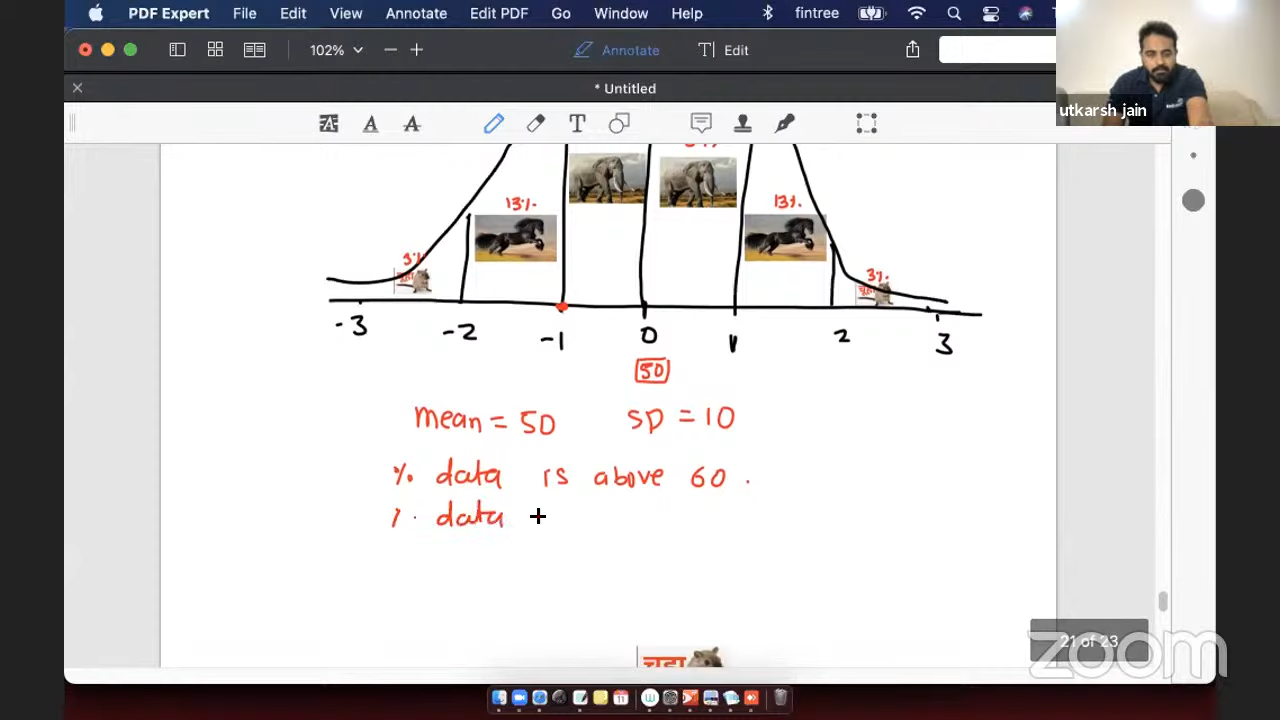 PDF Expert File Edit View Annotate Edit PDF Go Window Help fintree
102% Annotate T Edit
* Untitled
utkarsh jain
A A A T
13% 13%
3% 3%
चूहा चूहा
-3 -2 -1 0 1 2 3
50
mean = 50 SD = 10
% data is above 60.
% data
चूहा
21 of 23
zoom
11